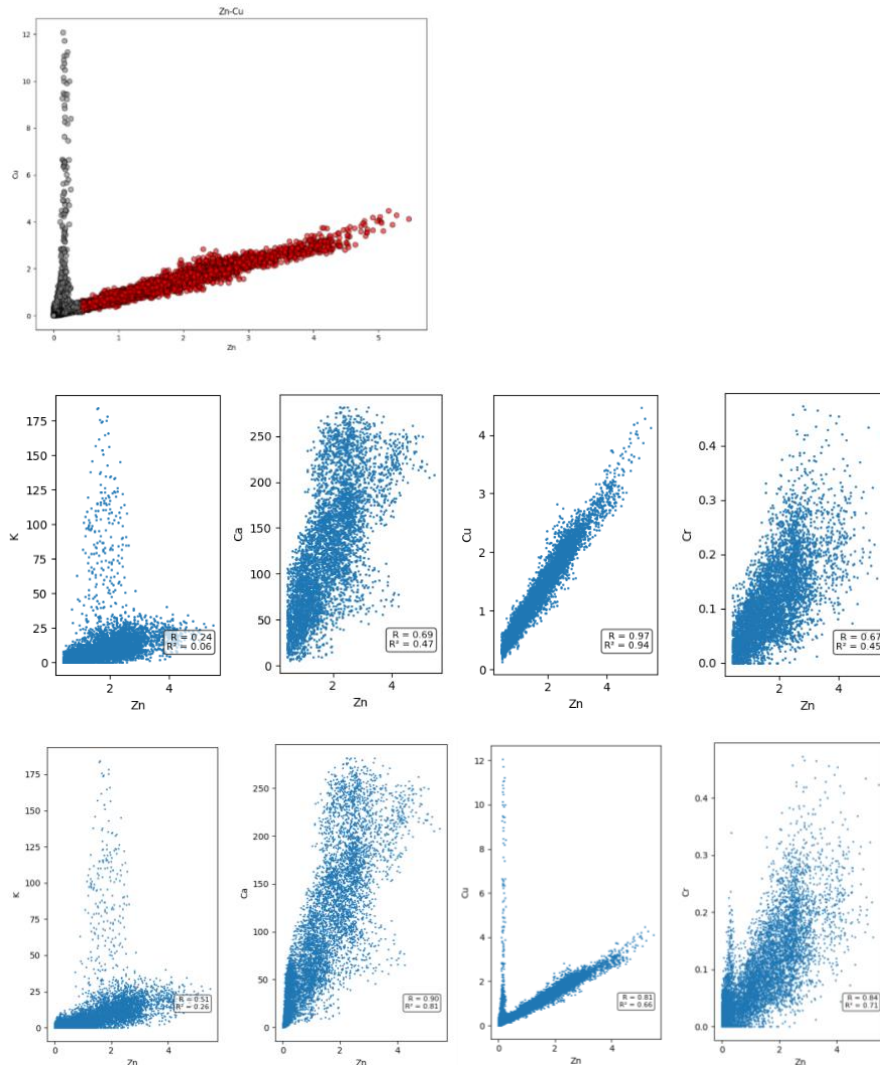 Zn-Cu
12
10
8
6
4
2
0
Cu
0 1 2 3 4 5
Zn
175
150
125
100
75
50
25
0
K
R = 0.24
R² = 0.06
2 4
Zn
250
200
150
100
50
0
Ca
R = 0.69
R² = 0.47
2 4
Zn
4
3
2
1
0
Cu
R = 0.97
R² = 0.94
2 4
Zn
0.4
0.3
0.2
0.1
0.0
Cr
R = 0.67
R² = 0.45
2 4
Zn
175
150
125
100
75
50
25
0
K
R = 0.51
R² = 0.26
0 2 4
Zn
250
200
150
100
50
0
Ca
R = 0.90
R² = 0.81
0 2 4
Zn
12
10
8
6
4
2
0
Cu
R = 0.81
R² = 0.66
0 2 4
Zn
0.4
0.3
0.2
0.1
0.0
Cr
R = 0.84
R² = 0.71
0 2 4
Zn